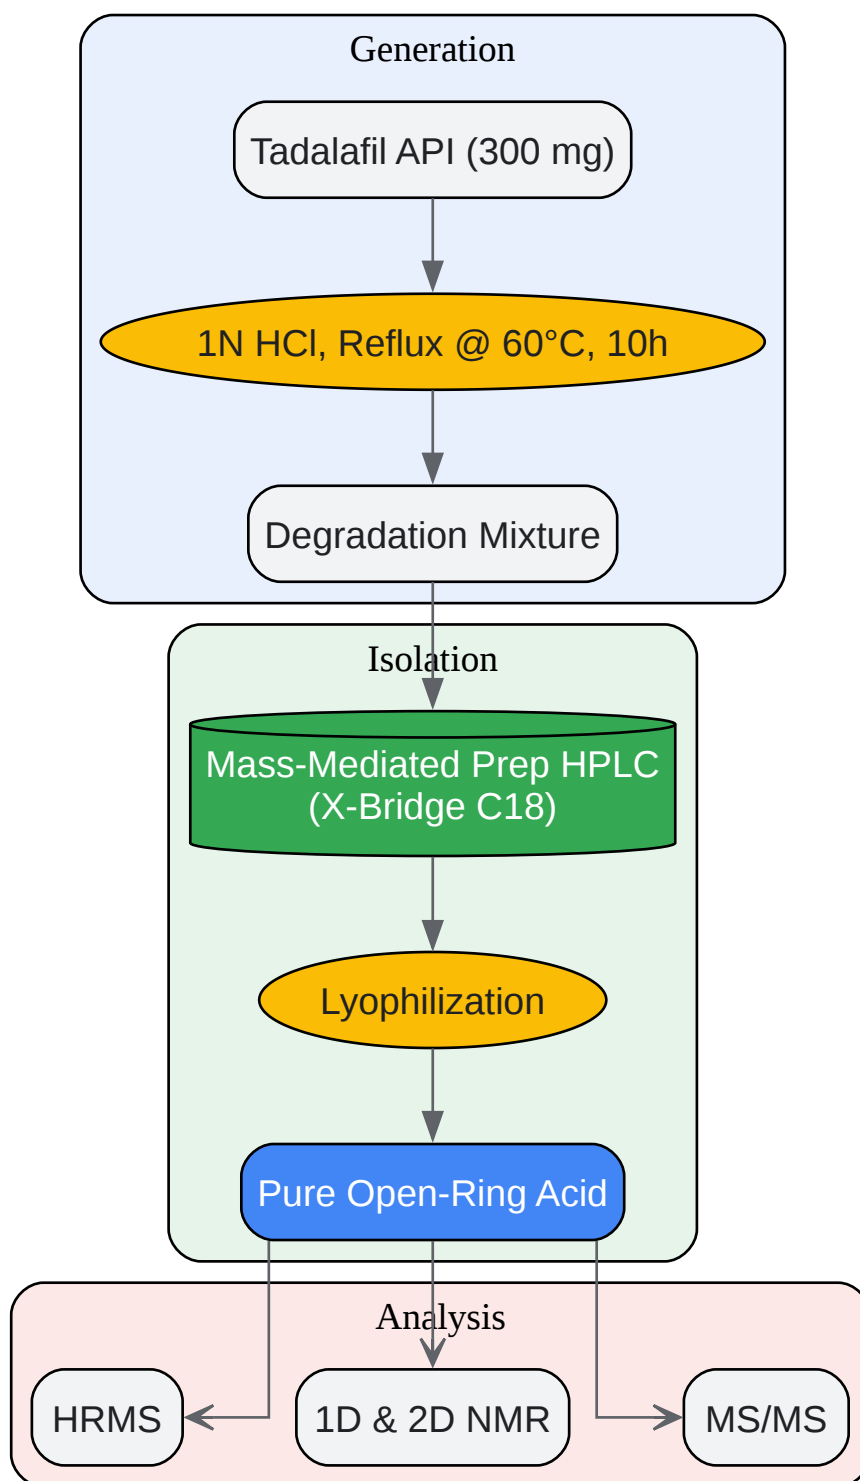 Generation
Tadalafil API (300 mg)
1N HCl, Reflux @ 60°C, 10h
Degradation Mixture
Isolation
Mass-Mediated Prep HPLC
(X-Bridge C18)
Lyophilization
Pure Open-Ring Acid
Analysis
HRMS
1D & 2D NMR
MS/MS